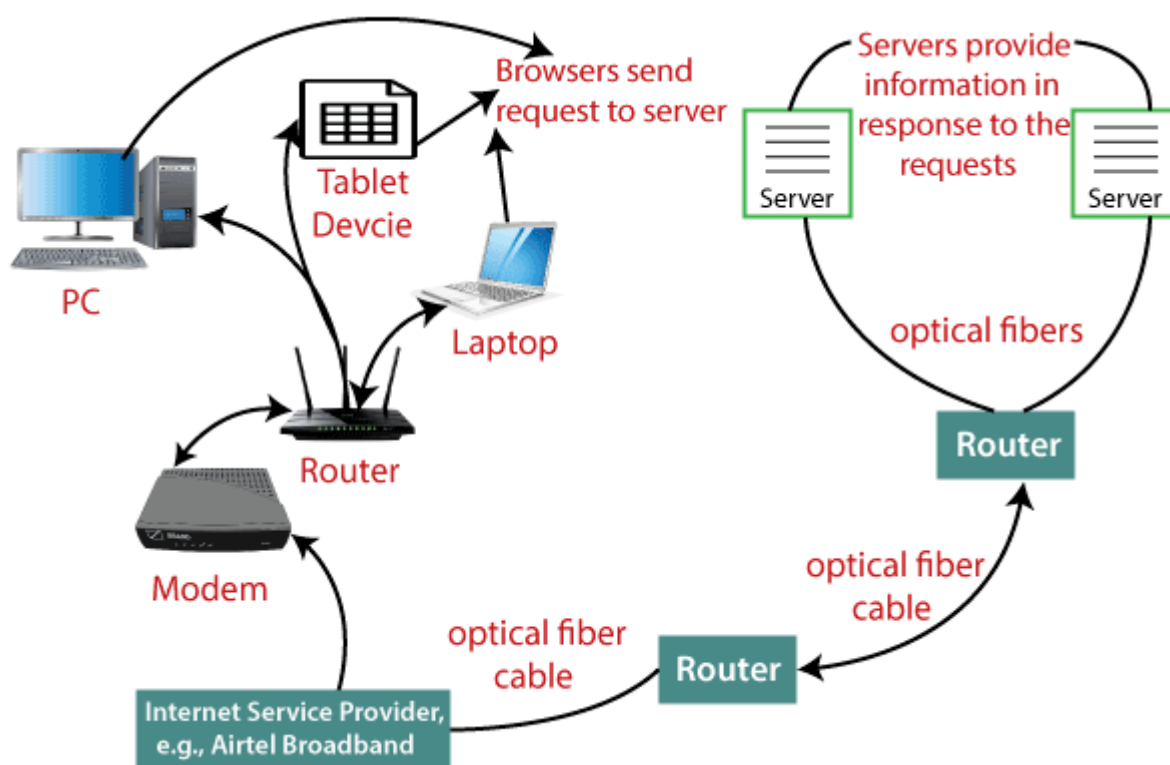 Browsers send
request to server
Servers provide
information in
response to the
requests
Server
Server
Tablet
Devcie
PC
Laptop
optical fibers
Router
Router
Modem
optical fiber
cable
optical fiber
cable
Router
Internet Service Provider,
e.g., Airtel Broadband